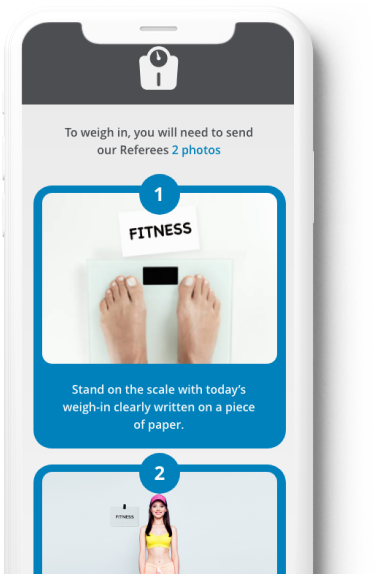 To weigh in, you will need to send
our Referees 2 photos
1
FITNESS
Stand on the scale with today's
weigh-in clearly written on a piece
of paper.
2
FITNESS